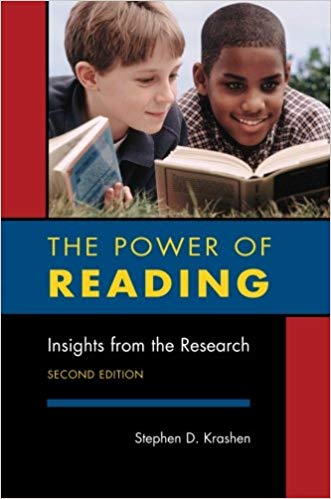 THE POWER OF
READING
Insights from the Research
SECOND EDITION
Stephen D. Krashen